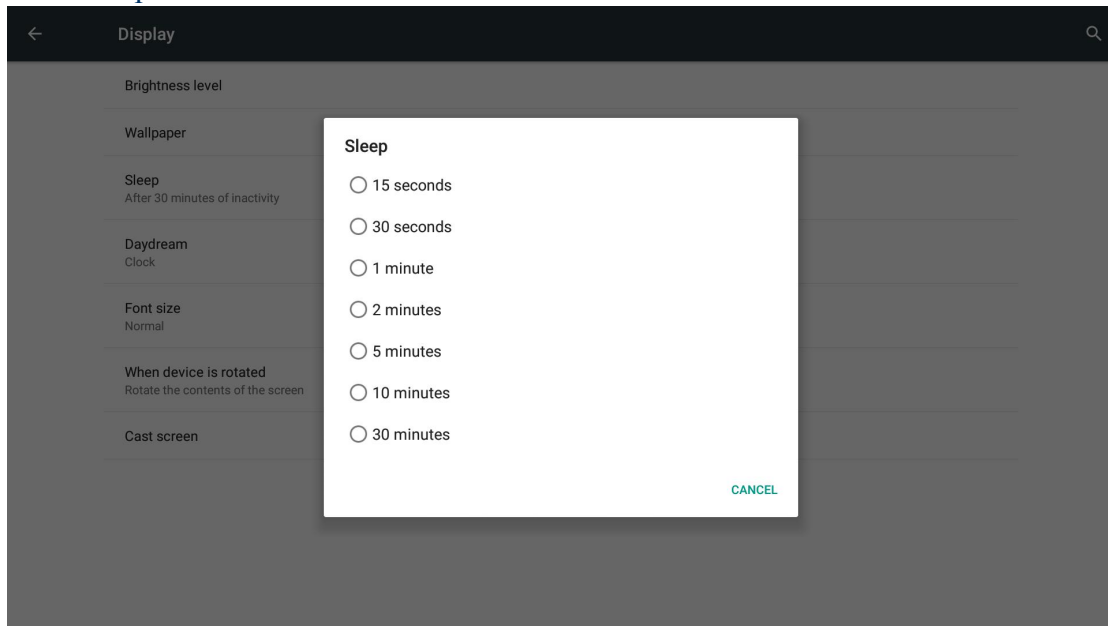 Display
Brightness level
Wallpaper
Sleep
After 30 minutes of inactivity
Daydream
Clock
Font size
Normal
When device is rotated
Rotate the contents of the screen
Cast screen
Sleep
15 seconds
30 seconds
1 minute
2 minutes
5 minutes
10 minutes
30 minutes
CANCEL